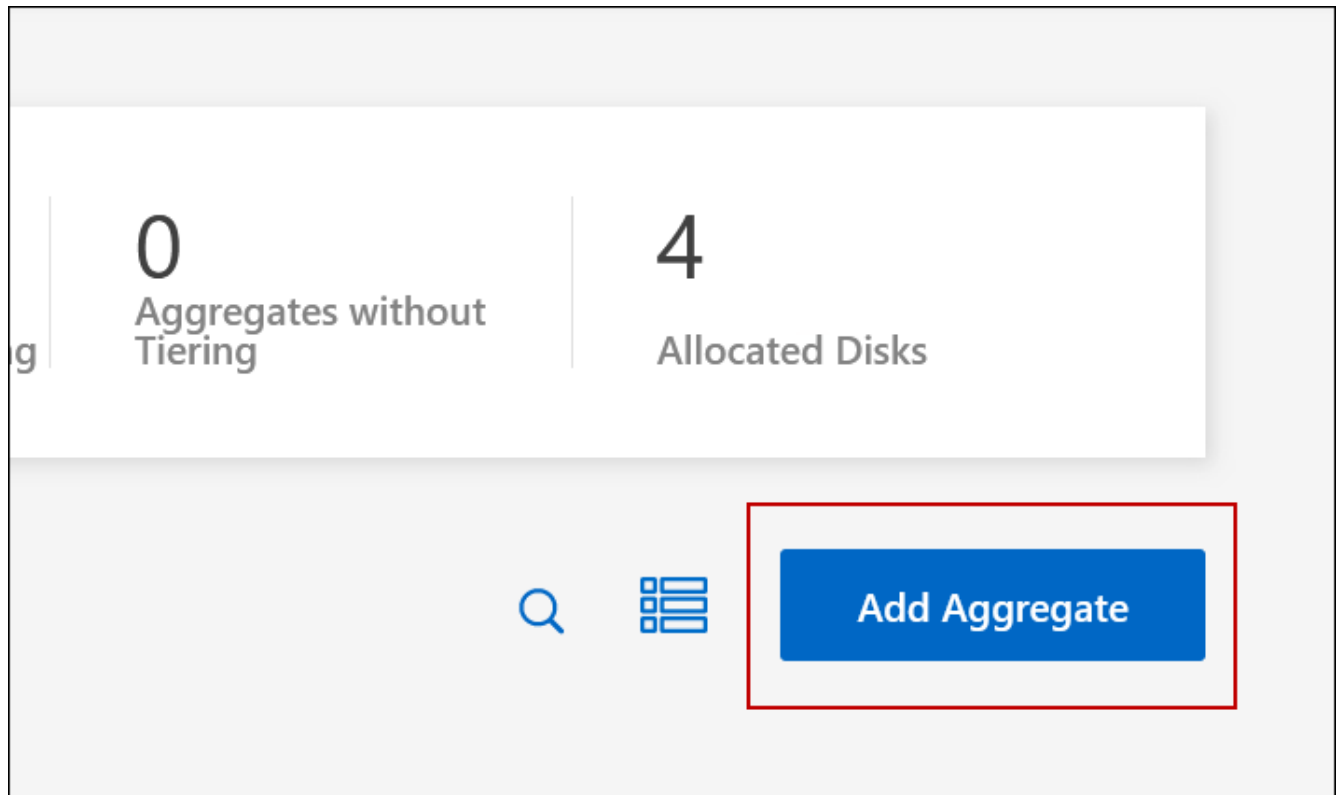 0
Aggregates without
Tiering
4
Allocated Disks
Add Aggregate